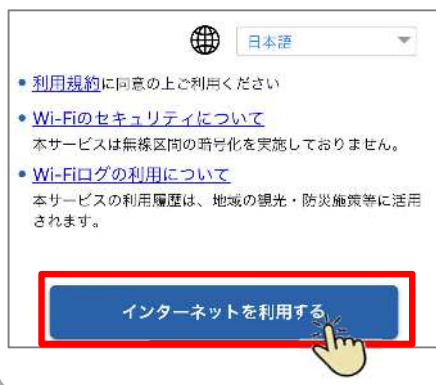 日本語
利用規約に同意の上ご利用ください
Wi-Fiのセキュリティについて
本サービスは無線区間の暗号化を実施しておりません。
Wi-Fiログの利用について
本サービスの利用履歴は、地域の観光・防災施策等に活用
されます。
インターネットを利用する